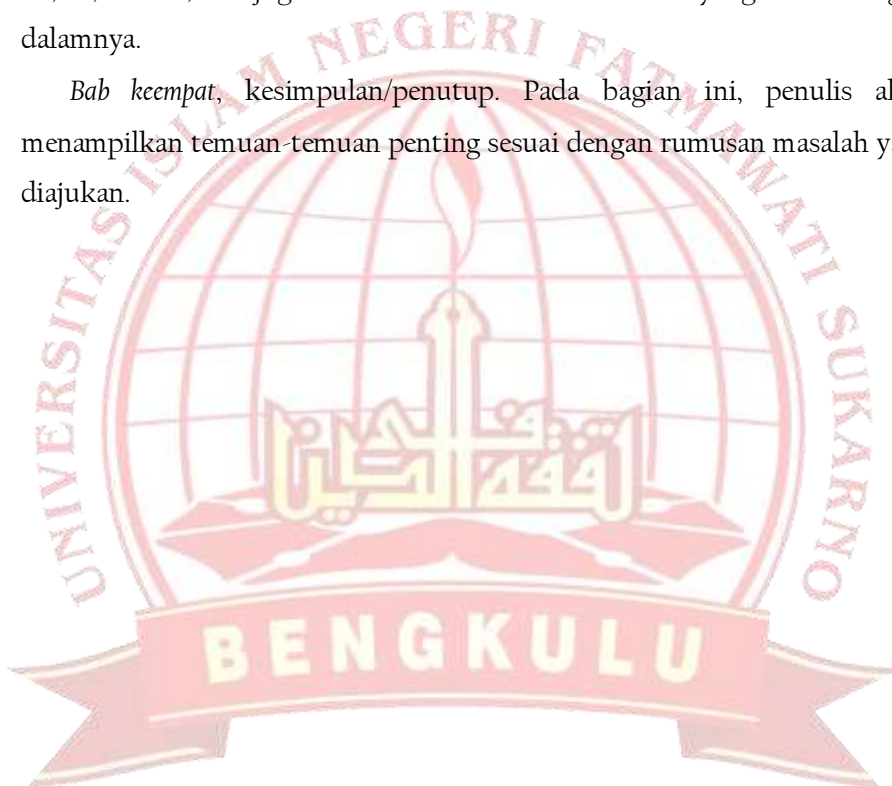 dalamnya.
Bab keempat, kesimpulan/penutup. Pada bagian ini, penulis
menampilkan temuan-temuan penting sesuai dengan rumusan masalah
diajukan.
UNIVERSITAS ISLAM NEGERI FATMAWATI SUKARNO
BENGKULU